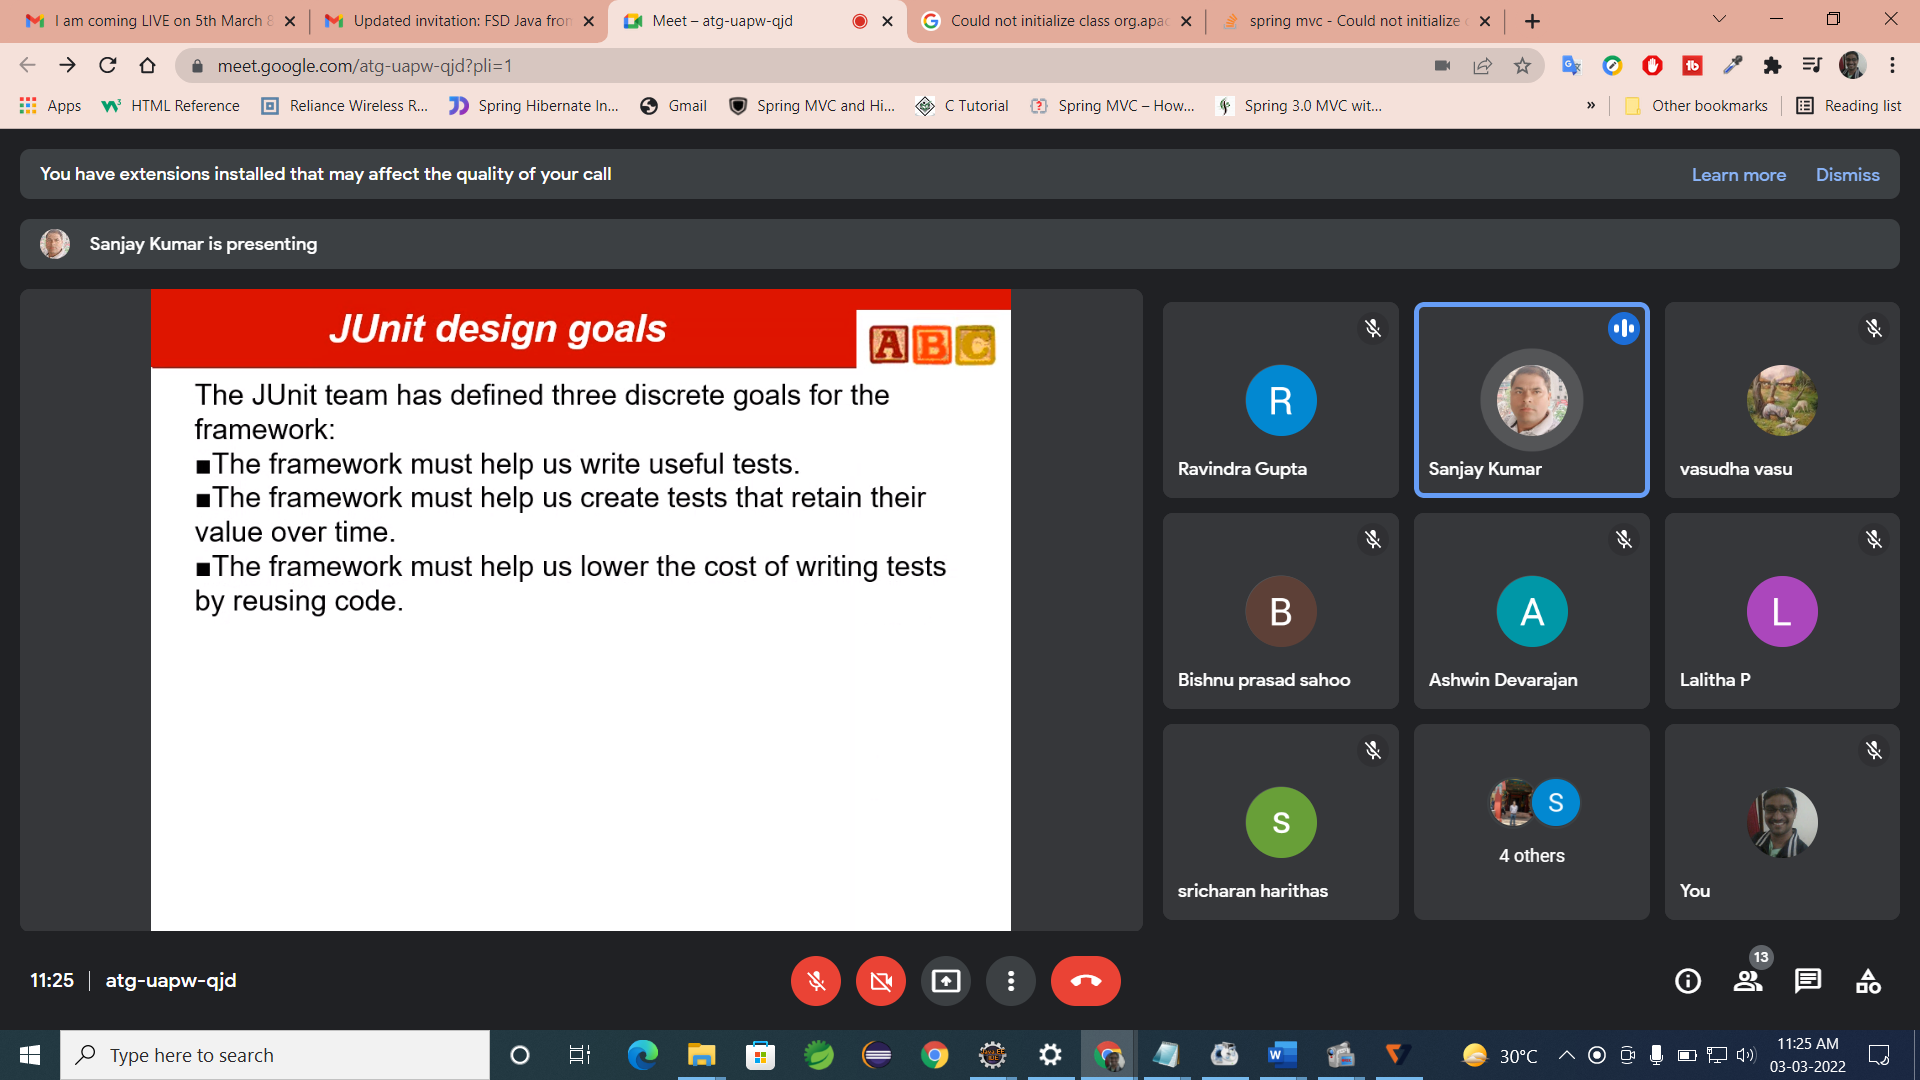 I am coming LIVE on 5th March 8
Updated invitation: FSD Java fron
Meet – atg-uapw-qjd
Could not initialize class org.apac
spring mvc - Could not initialize c
meet.google.com/atg-uapw-qjd?pli=1
Apps
HTML Reference
Reliance Wireless R...
Spring Hibernate In...
Gmail
Spring MVC and Hi...
C Tutorial
Spring MVC – How...
Spring 3.0 MVC wit...
»
Other bookmarks
Reading list
You have extensions installed that may affect the quality of your call
Learn more
Dismiss
Sanjay Kumar is presenting
JUnit design goals
A B C
The JUnit team has defined three discrete goals for the
framework:
■The framework must help us write useful tests.
■The framework must help us create tests that retain their
value over time.
■The framework must help us lower the cost of writing tests
by reusing code.
R
Ravindra Gupta
Sanjay Kumar
vasudha vasu
B
Bishnu prasad sahoo
A
Ashwin Devarajan
L
Lalitha P
S
sricharan harithas
S
4 others
You
11:25
atg-uapw-qjd
13
Type here to search
30°C
11:25 AM
03-03-2022